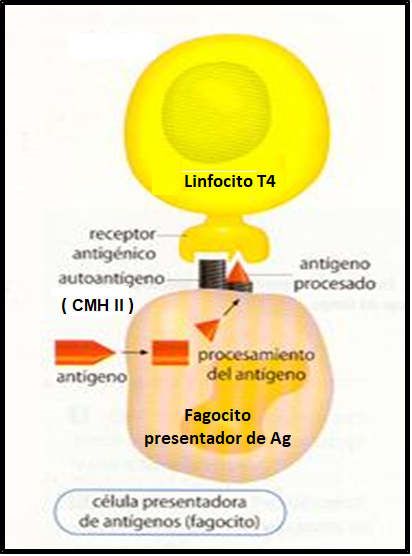 Linfocito T4
receptor
antigénico
autoantígeno
( CMH II )
antígeno
procesado
antígeno
procesamiento
del antígeno
Fagocito
presentador de Ag
célula presentadora
de antígenos (fagocito)